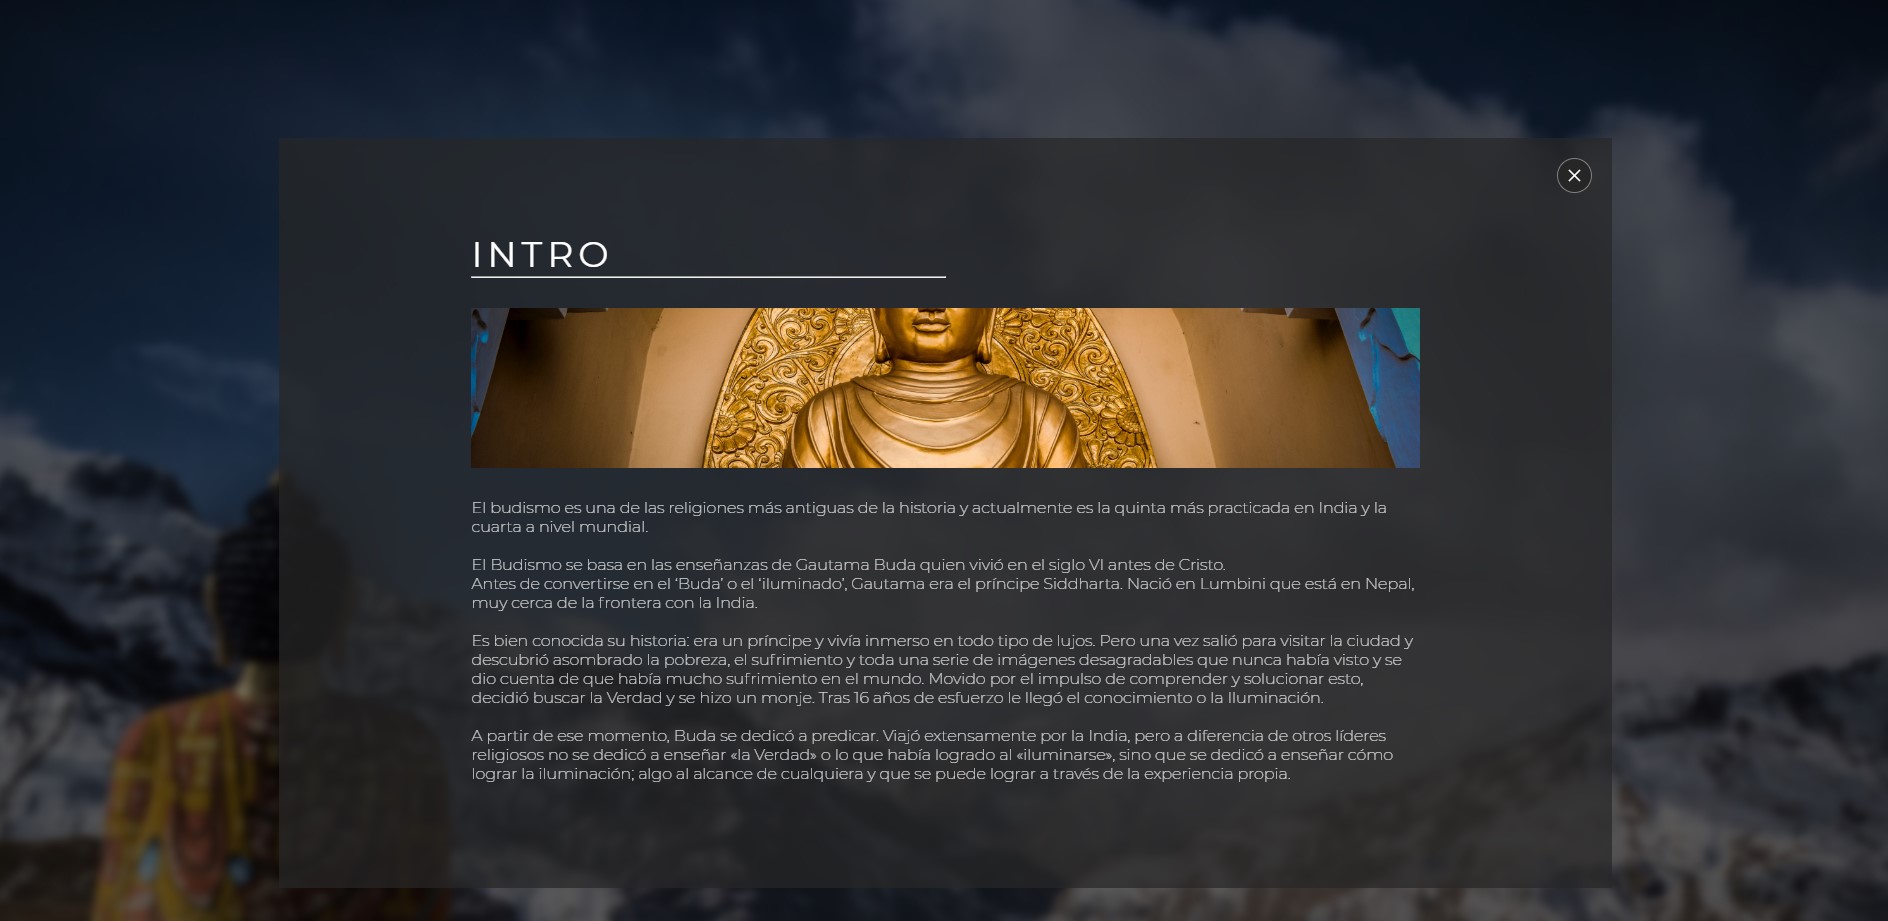 INTRO
El budismo es una de las religiones más antiguas de la historia y actualmente es la quinta más practicada en India y la
cuarta a nivel mundial.
El Budismo se basa en las enseñanzas de Gautama Buda quien vivió en el siglo VI antes de Cristo.
Antes de convertirse en el ‘Buda’ o el ‘iluminado’, Gautama era el príncipe Siddharta. Nació en Lumbini que está en Nepal,
muy cerca de la frontera con la India.
Es bien conocida su historia: era un príncipe y vivía inmerso en todo tipo de lujos. Pero una vez salió para visitar la ciudad y
descubrió asombrado la pobreza, el sufrimiento y toda una serie de imágenes desagradables que nunca había visto y se
dio cuenta de que había mucho sufrimiento en el mundo. Movido por el impulso de comprender y solucionar esto,
decidió buscar la Verdad y se hizo un monje. Tras 16 años de esfuerzo le llegó el conocimiento o la Iluminación.
A partir de ese momento, Buda se dedicó a predicar. Viajó extensamente por la India, pero a diferencia de otros líderes
religiosos no se dedicó a enseñar «la Verdad» o lo que había logrado al «iluminarse», sino que se dedicó a enseñar cómo
lograr la iluminación; algo al alcance de cualquiera y que se puede lograr a través de la experiencia propia.